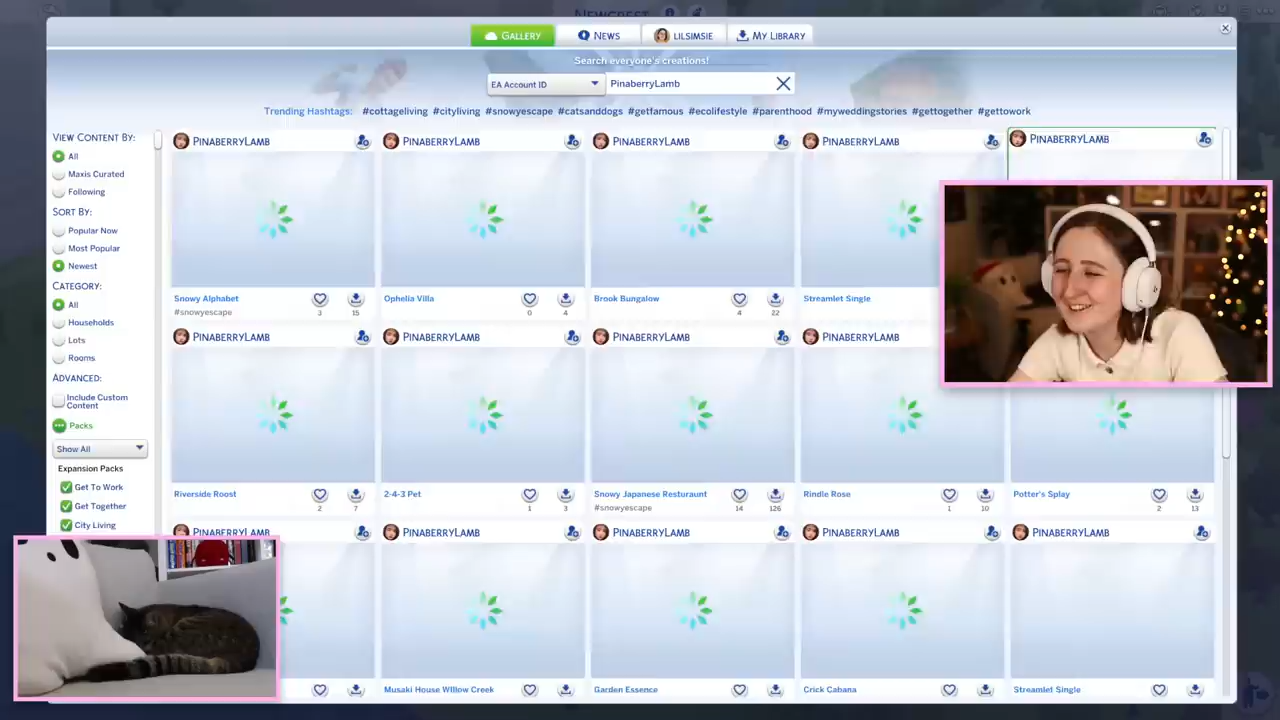 NEWCREST
GALLERY
NEWS
LILSIMSIE
MY LIBRARY
Search everyone's creations!
EA Account ID
PinaberryLamb
Trending Hashtags: #cottageliving #cityliving #snowyescape #catsanddogs #getfamous #ecolifestyle #parenthood #myweddingstories #gettogether #gettowork
VIEW CONTENT BY:
All
Maxis Curated
Following
SORT BY:
Popular Now
Most Popular
Newest
CATEGORY:
All
Households
Lots
Rooms
ADVANCED:
Include Custom
Content
Packs
Show All
Expansion Packs
Get To Work
Get Together
City Living
PINABERRYLAMB
PINABERRYLAMB
PINABERRYLAMB
PINABERRYLAMB
PINABERRYLAMB
Snowy Alphabet
3
15
#snowyescape
Ophelia Villa
0
4
Brook Bungalow
4
22
Streamlet Single
PINABERRYLAMB
PINABERRYLAMB
PINABERRYLAMB
PINABERRYLAMB
Riverside Roost
2
7
2-4-3 Pet
1
3
Snowy Japanese Resturaunt
14
126
#snowyescape
Rindle Rose
1
10
Potter's Splay
2
13
PINABERRYLAMB
PINABERRYLAMB
PINABERRYLAMB
PINABERRYLAMB
PINABERRYLAMB
Musaki House WIllow Creek
Garden Essence
Crick Cabana
Streamlet Single